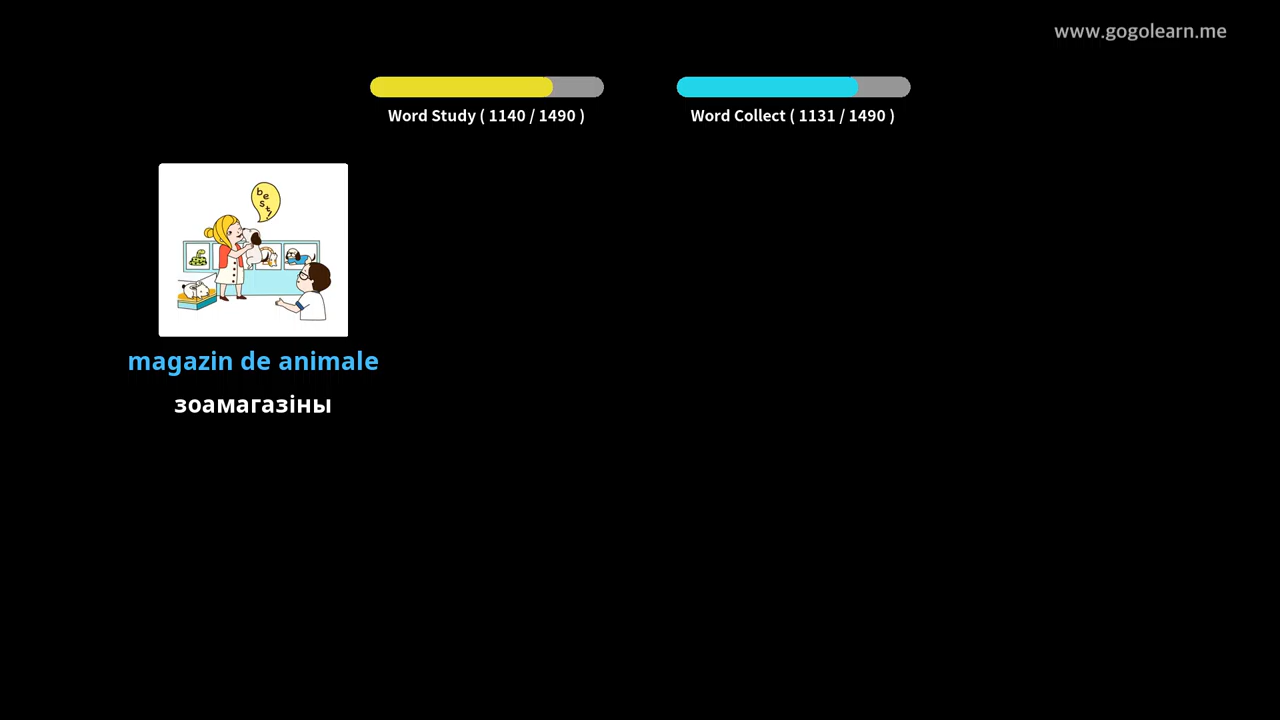 www.gogolearn.me
Word Study ( 1140 / 1490 )
Word Collect ( 1131 / 1490 )
best,
magazin de animale
зоамагазіны